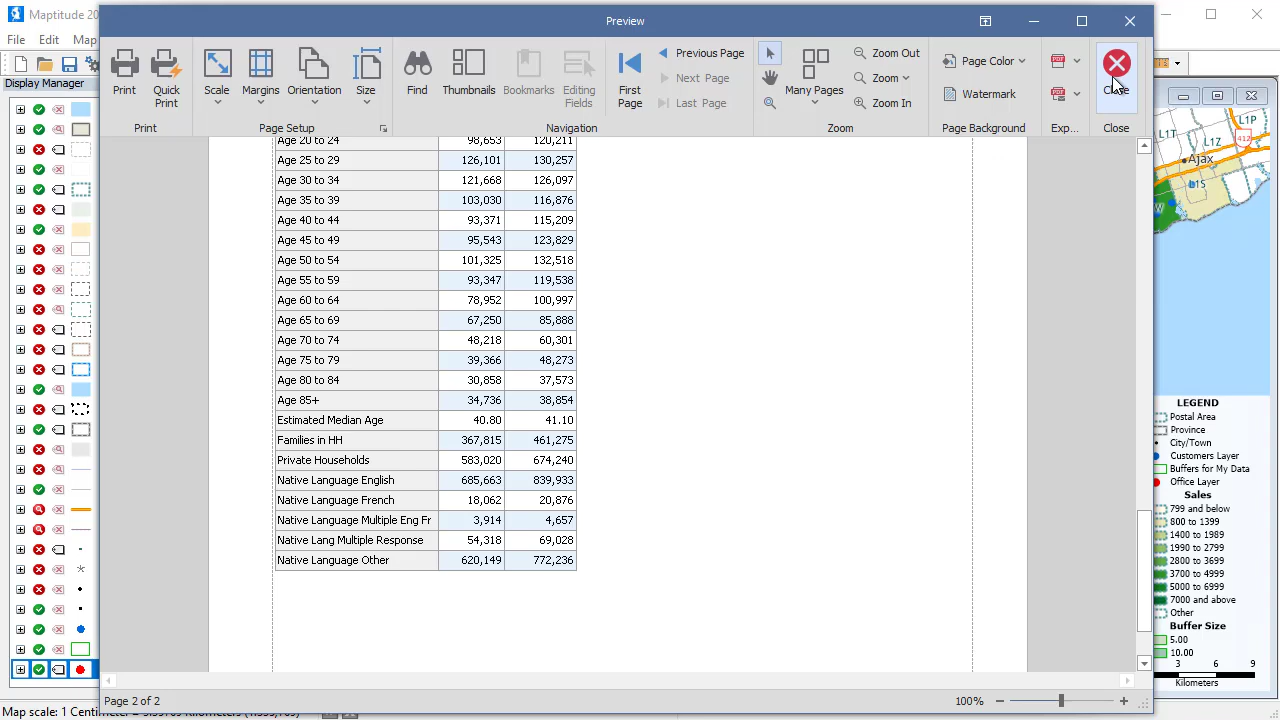 Maptitude 20
Preview
File Edit Map
Display Manager
Print
Quick Print
Print
Scale
Margins
Orientation
Size
Page Setup
Find
Thumbnails
Bookmarks
Editing Fields
First Page
Previous Page
Next Page
Last Page
Navigation
Many Pages
Zoom Out
Zoom
Zoom In
Zoom
Page Color
Watermark
Page Background
PDF
PDF
Exp...
Close
Close
Age 20 to 24 98,653 120,211
Age 25 to 29 126,101 130,257
Age 30 to 34 121,668 126,097
Age 35 to 39 103,030 116,876
Age 40 to 44 93,371 115,209
Age 45 to 49 95,543 123,829
Age 50 to 54 101,325 132,518
Age 55 to 59 93,347 119,538
Age 60 to 64 78,952 100,997
Age 65 to 69 67,250 85,888
Age 70 to 74 48,218 60,301
Age 75 to 79 39,366 48,273
Age 80 to 84 30,858 37,573
Age 85+ 34,736 38,854
Estimated Median Age 40.80 41.10
Families in HH 367,815 461,275
Private Households 583,020 674,240
Native Language English 685,663 839,933
Native Language French 18,062 20,876
Native Language Multiple Eng Fr 3,914 4,657
Native Lang Multiple Response 54,318 69,028
Native Language Other 620,149 772,236
L1T L1Z L1P
412
Ajax
L1S
W
LEGEND
Postal Area
Province
City/Town
Customers Layer
Buffers for My Data
Office Layer
Sales
799 and below
800 to 1399
1400 to 1989
1990 to 2799
2800 to 3699
3700 to 4999
5000 to 6999
7000 and above
Other
Buffer Size
5.00
10.00
3 6 9
Kilometers
Page 2 of 2
100%
Map scale: 1 Centimeter =